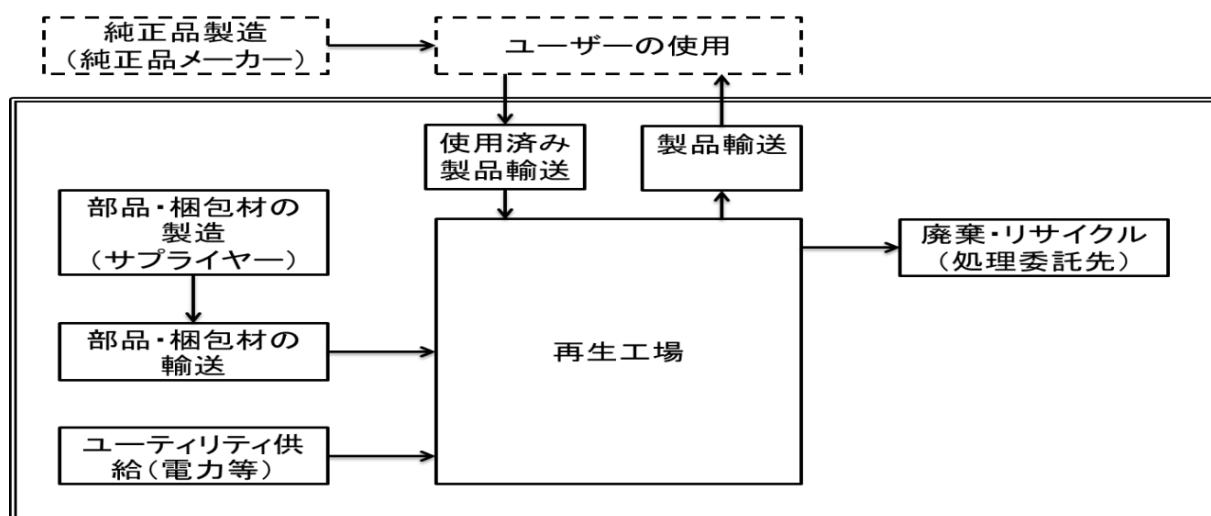 純正品製造
(純正品メーカー)
ユーザーの使用
使用済み
製品輸送
製品輸送
部品・梱包材の
製造
(サプライヤー)
廃棄・リサイクル
(処理委託先)
部品・梱包材の
輸送
再生工場
ユーティリティ供
給(電力等)